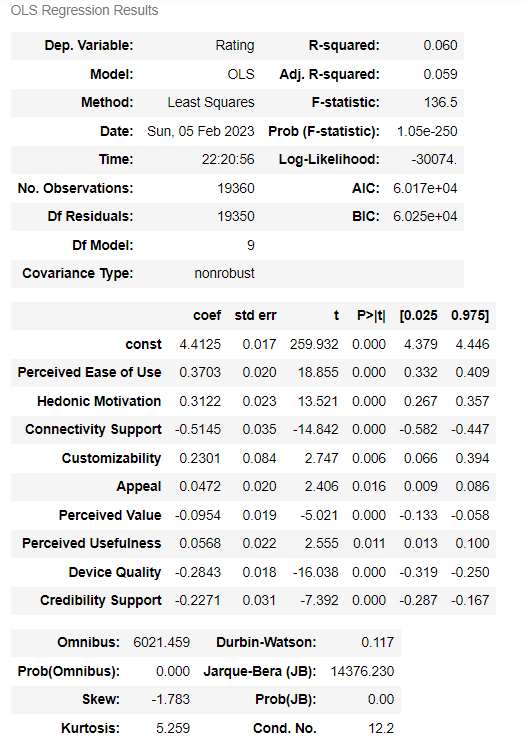 OLS Regression Results
Dep. Variable: Rating R-squared: 0.060
Model: OLS Adj. R-squared: 0.059
Method: Least Squares F-statistic: 136.5
Date: Sun, 05 Feb 2023 Prob (F-statistic): 1.05e-250
Time: 22:20:56 Log-Likelihood: -30074.
No. Observations: 19360 AIC: 6.017e+04
Df Residuals: 19350 BIC: 6.025e+04
Df Model: 9
Covariance Type: nonrobust
coef std err t P>|t| [0.025 0.975]
const 4.4125 0.017 259.932 0.000 4.379 4.446
Perceived Ease of Use 0.3703 0.020 18.855 0.000 0.332 0.409
Hedonic Motivation 0.3122 0.023 13.521 0.000 0.267 0.357
Connectivity Support -0.5145 0.035 -14.842 0.000 -0.582 -0.447
Customizability 0.2301 0.084 2.747 0.006 0.066 0.394
Appeal 0.0472 0.020 2.406 0.016 0.009 0.086
Perceived Value -0.0954 0.019 -5.021 0.000 -0.133 -0.058
Perceived Usefulness 0.0568 0.022 2.555 0.011 0.013 0.100
Device Quality -0.2843 0.018 -16.038 0.000 -0.319 -0.250
Credibility Support -0.2271 0.031 -7.392 0.000 -0.287 -0.167
Omnibus: 6021.459 Durbin-Watson: 0.117
Prob(Omnibus): 0.000 Jarque-Bera (JB): 14376.230
Skew: -1.783 Prob(JB): 0.00
Kurtosis: 5.259 Cond. No. 12.2